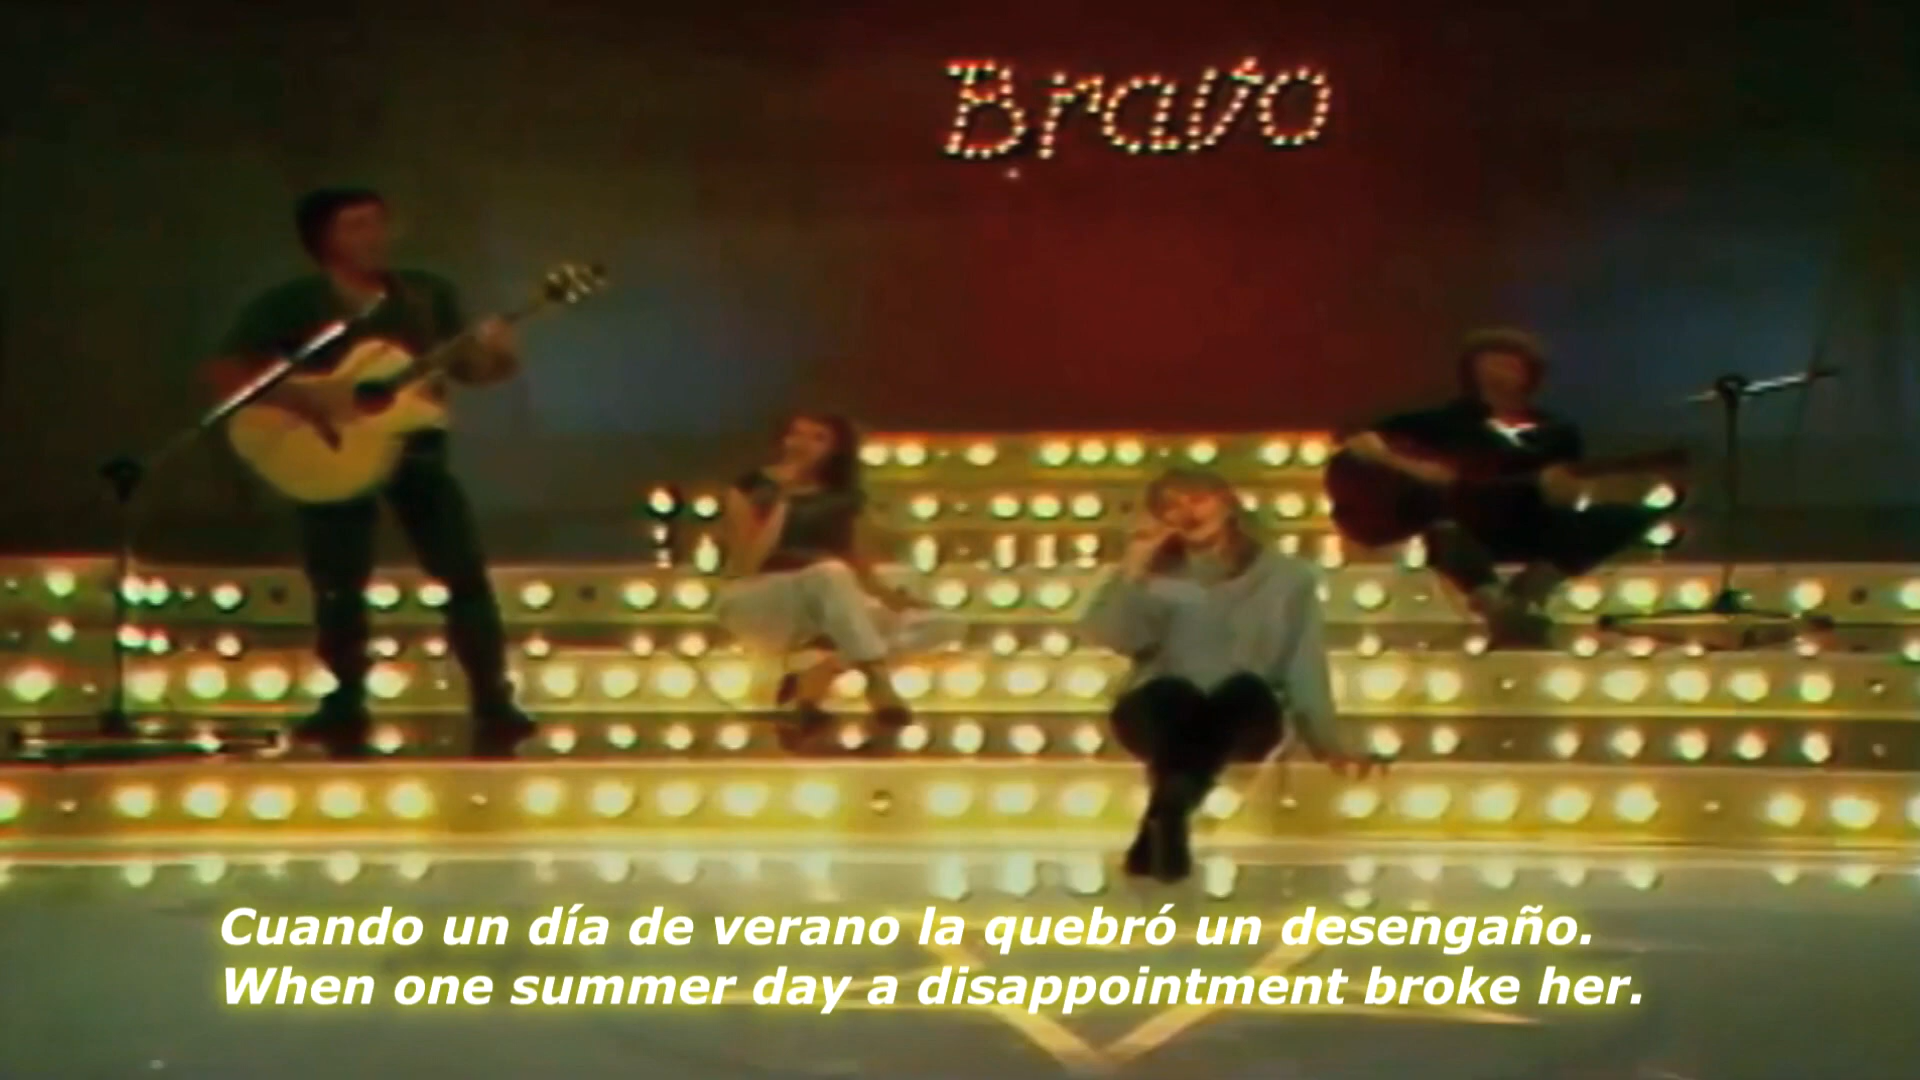 Bravo
Cuando un día de verano la quebró un desengaño.
When one summer day a disappointment broke her.